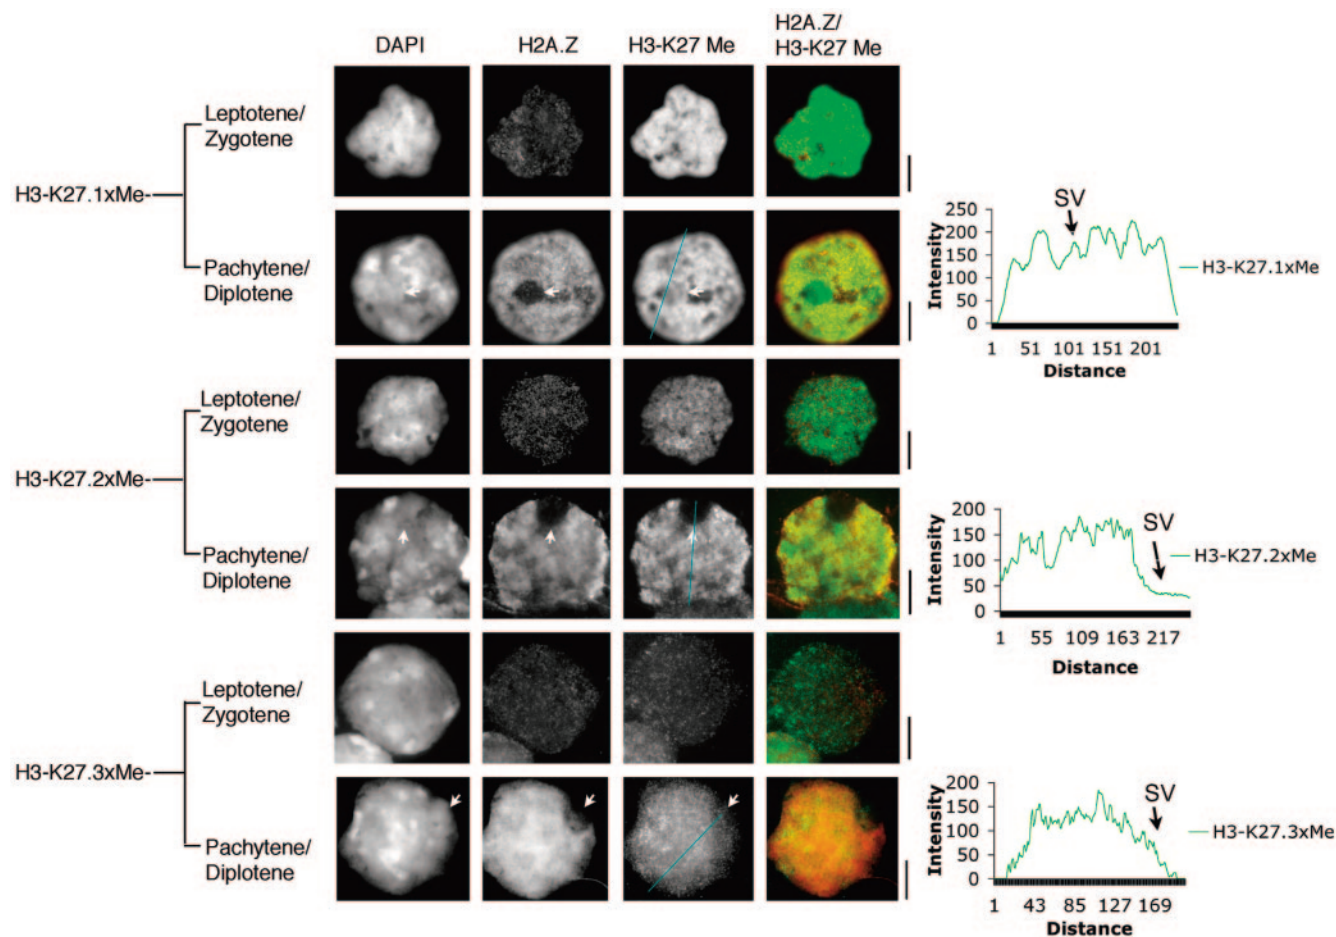 DAPI
H2A.Z
H3-K27 Me
H2A.Z/
H3-K27 Me
H3-K27.1xMe-
Leptotene/
Zygotene
Pachytene/
Diplotene
250
200
150
100
50
0
Intensity
SV
H3-K27.1xMe
1 51 101 151 201
Distance
H3-K27.2xMe-
Leptotene/
Zygotene
Pachytene/
Diplotene
200
150
100
50
0
Intensity
SV
H3-K27.2xMe
1 55 109 163 217
Distance
H3-K27.3xMe-
Leptotene/
Zygotene
Pachytene/
Diplotene
200
150
100
50
0
Intensity
SV
H3-K27.3xMe
1 43 85 127 169
Distance